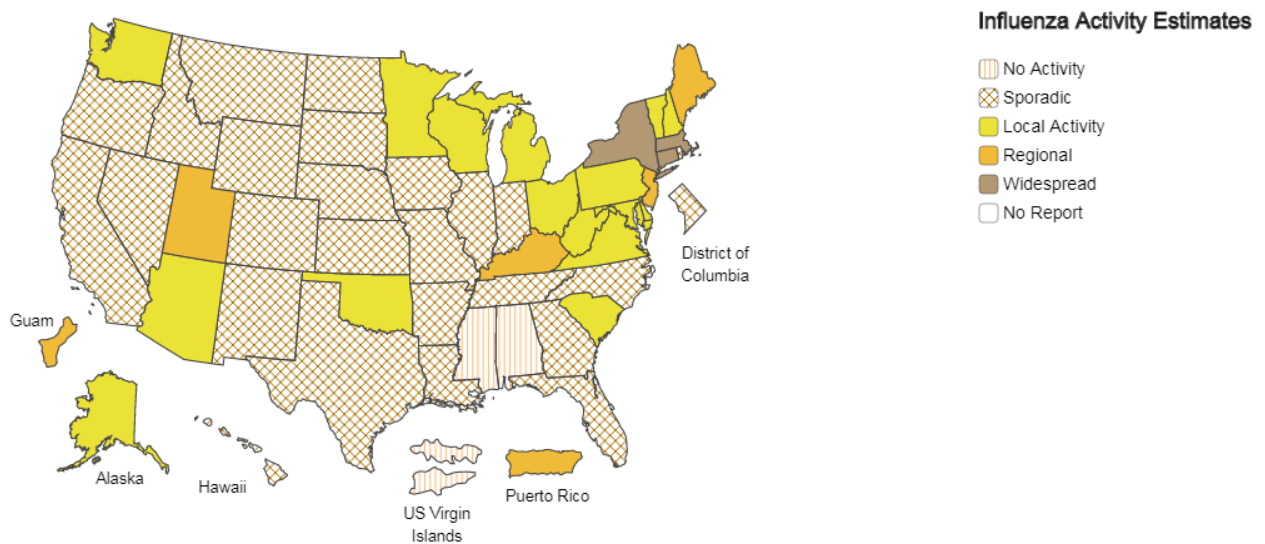 Influenza Activity Estimates
No Activity
Sporadic
Local Activity
Regional
Widespread
No Report
District of
Columbia
Guam
Alaska
Hawaii
US Virgin
Islands
Puerto Rico